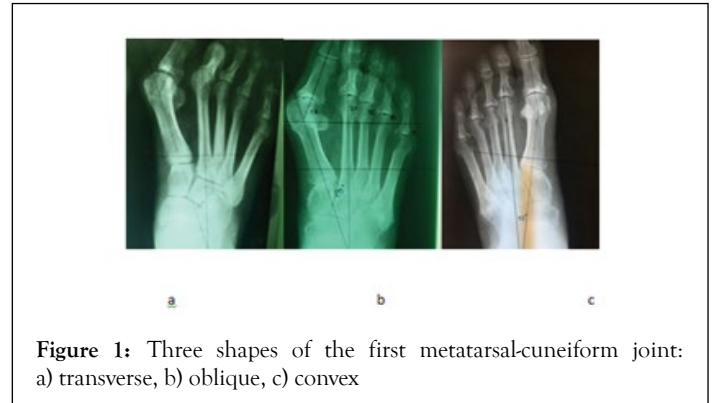 a b c
Figure 1: Three shapes of the first metatarsal-cuneiform joint:
a) transverse, b) oblique, c) convex